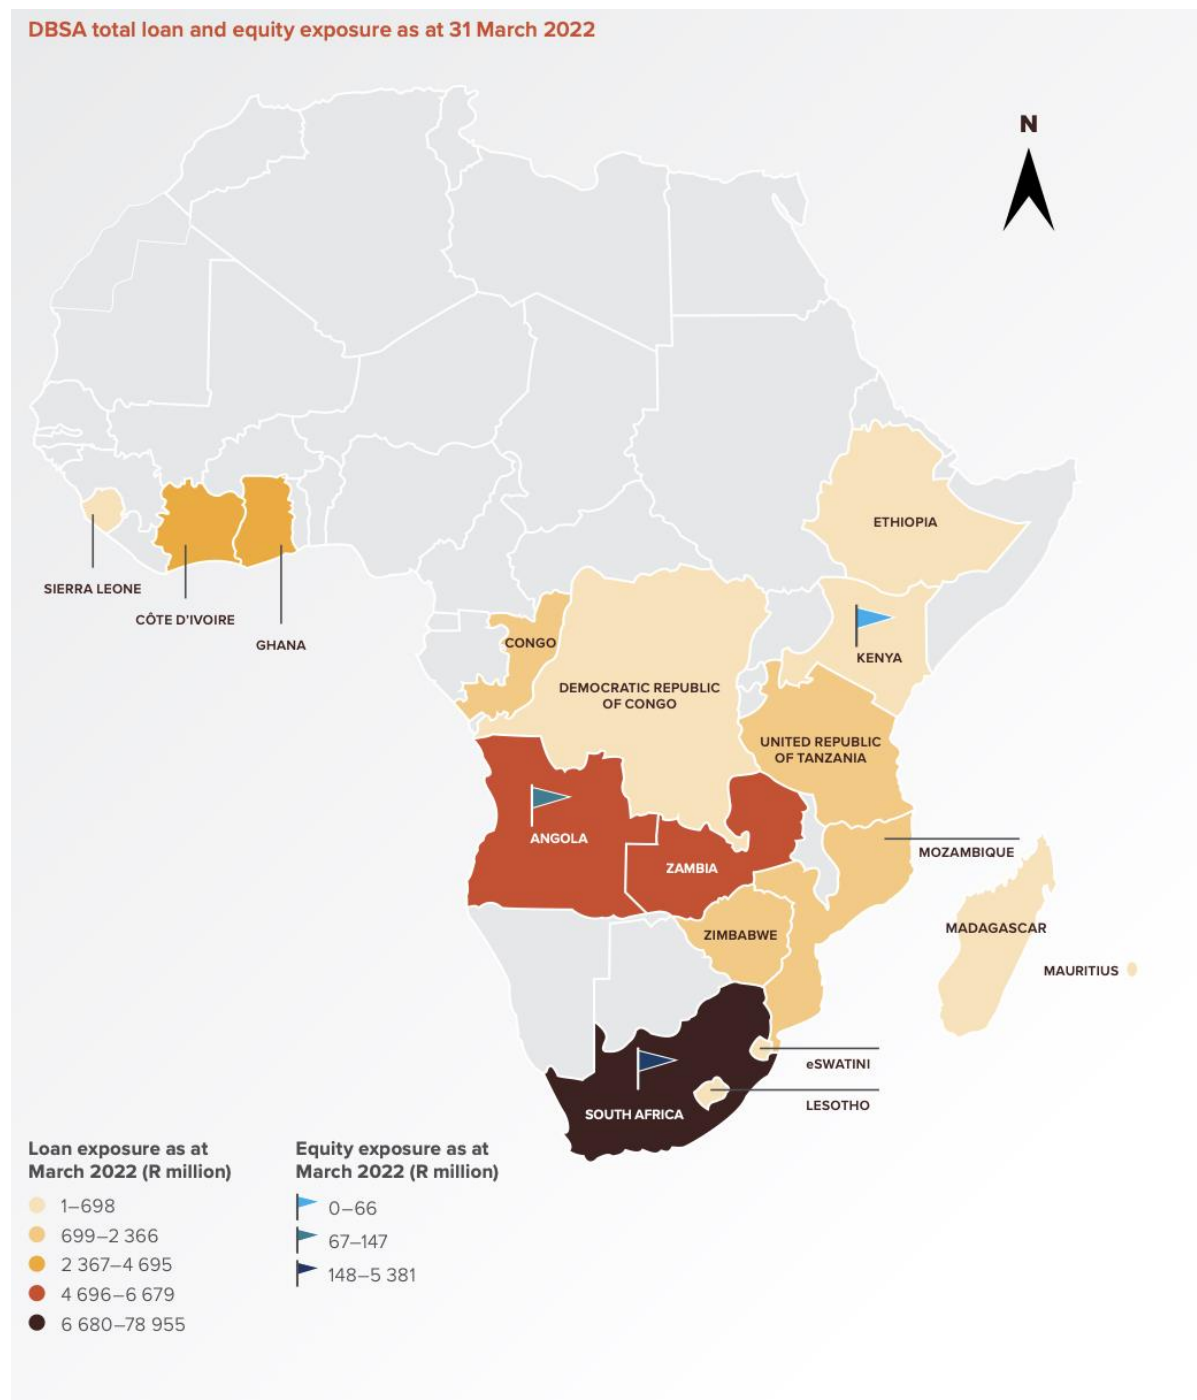 DBSA total loan and equity exposure as at 31 March 2022
N
ETHIOPIA
SIERRA LEONE
CÔTE D'IVOIRE
GHANA
CONGO
KENYA
DEMOCRATIC REPUBLIC
OF CONGO
UNITED REPUBLIC
OF TANZANIA
ANGOLA
MOZAMBIQUE
ZAMBIA
MADAGASCAR
ZIMBABWE
MAURITIUS
eSWATINI
LESOTHO
SOUTH AFRICA
Loan exposure as at
March 2022 (R million)
1–698
699–2 366
2 367–4 695
4 696–6 679
6 680–78 955
Equity exposure as at
March 2022 (R million)
0–66
67–147
148–5 381